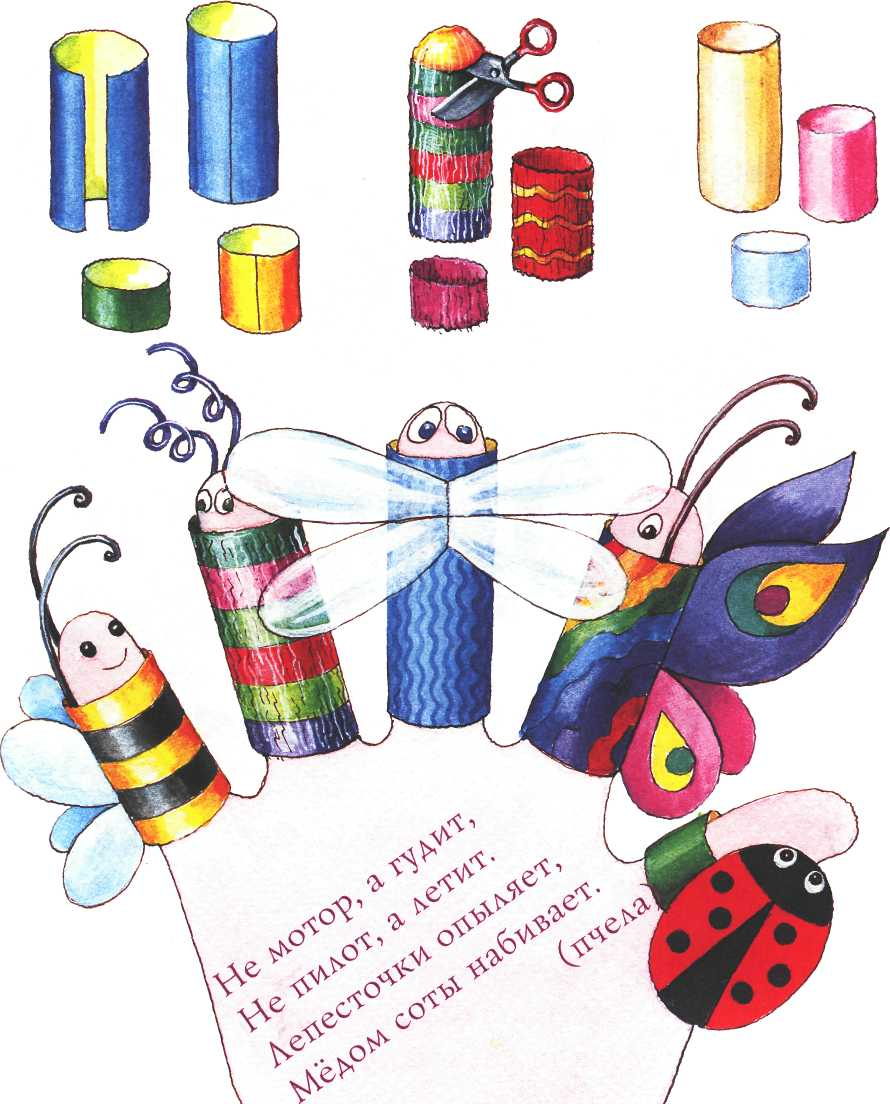 Не мотор, а гудит,
Не пилот, а летит.
Лепесточки опыляет,
Мёдом соты набивает.
(пчела)